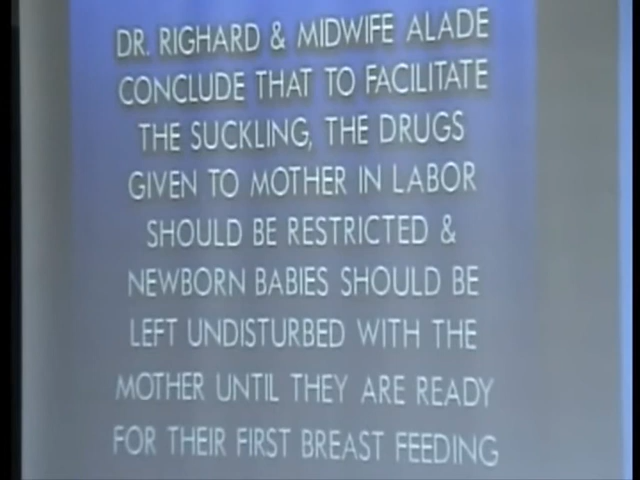 DR. RIGHARD & MIDWIFE ALADE
CONCLUDE THAT TO FACILITATE
THE SUCKLING, THE DRUGS
GIVEN TO MOTHER IN LABOR
SHOULD BE RESTRICTED &
NEWBORN BABIES SHOULD BE
LEFT UNDISTURBED WITH THE
MOTHER UNTIL THEY ARE READY
FOR THEIR FIRST BREAST FEEDING